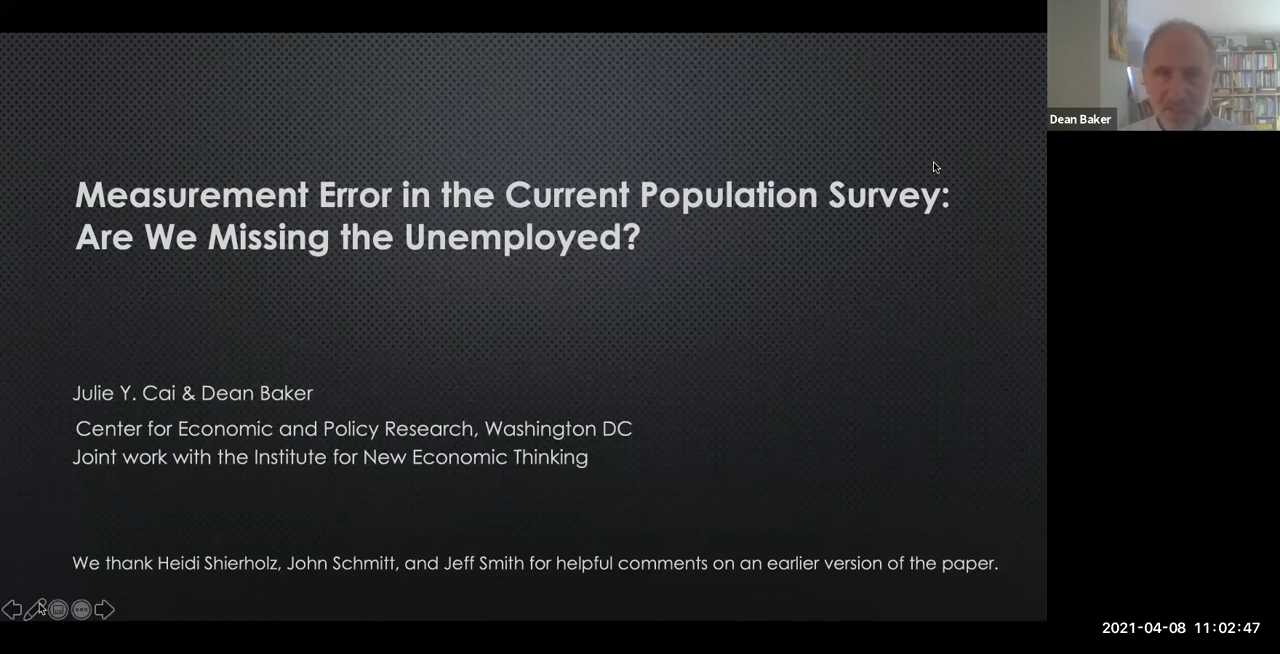 Measurement Error in the Current Population Survey:
Are We Missing the Unemployed?
Julie Y. Cai & Dean Baker
Center for Economic and Policy Research, Washington DC
Joint work with the Institute for New Economic Thinking
We thank Heidi Shierholz, John Schmitt, and Jeff Smith for helpful comments on an earlier version of the paper.
Dean Baker
2021-04-08 11:02:47